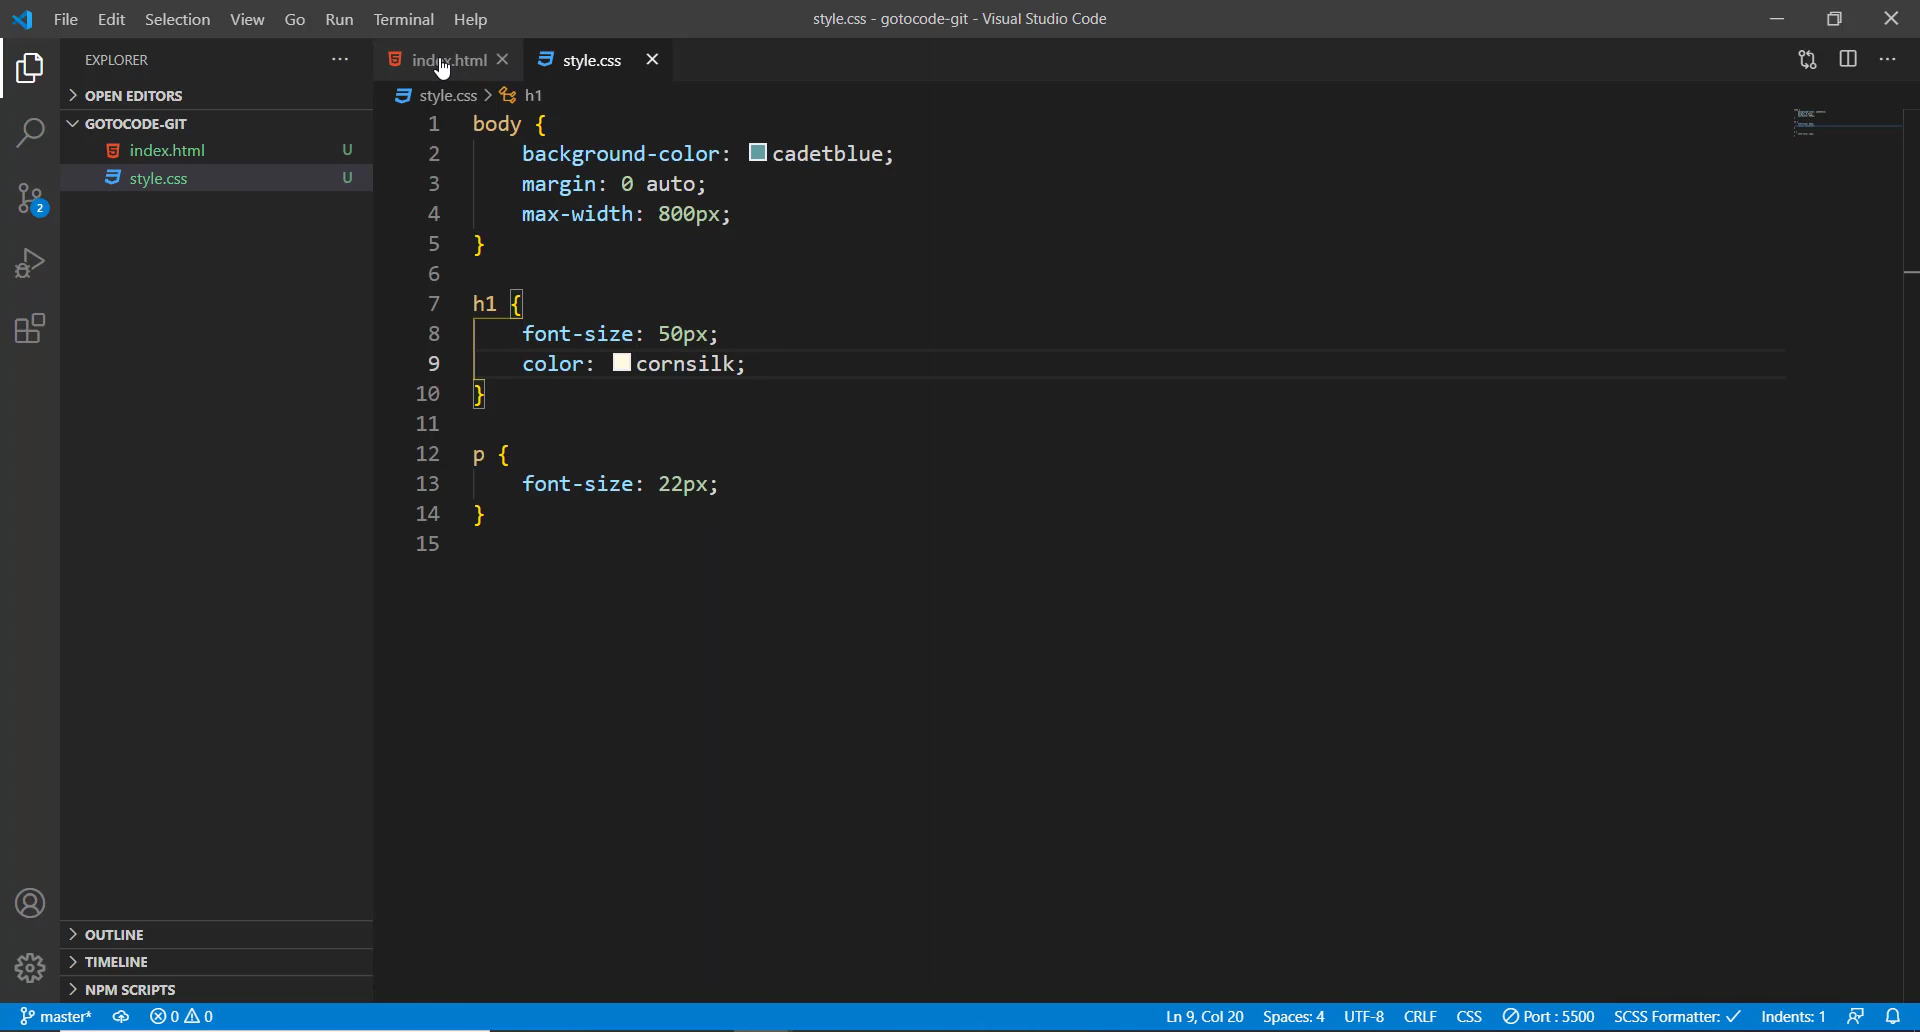 File Edit Selection View Go Run Terminal Help
style.css - gotocode-git - Visual Studio Code
EXPLORER
OPEN EDITORS
GOTOCODE-GIT
index.html U
style.css U
OUTLINE
TIMELINE
NPM SCRIPTS
2
index.html
style.css
style.css > h1
1 body {
2 background-color: cadetblue;
3 margin: 0 auto;
4 max-width: 800px;
5 }
6
7 h1 {
8 font-size: 50px;
9 color: cornsilk;
10 }
11
12 p {
13 font-size: 22px;
14 }
15
master* 0 0 Ln 9, Col 20 Spaces: 4 UTF-8 CRLF CSS Port : 5500 SCSS Formatter: ✓ Indents: 1